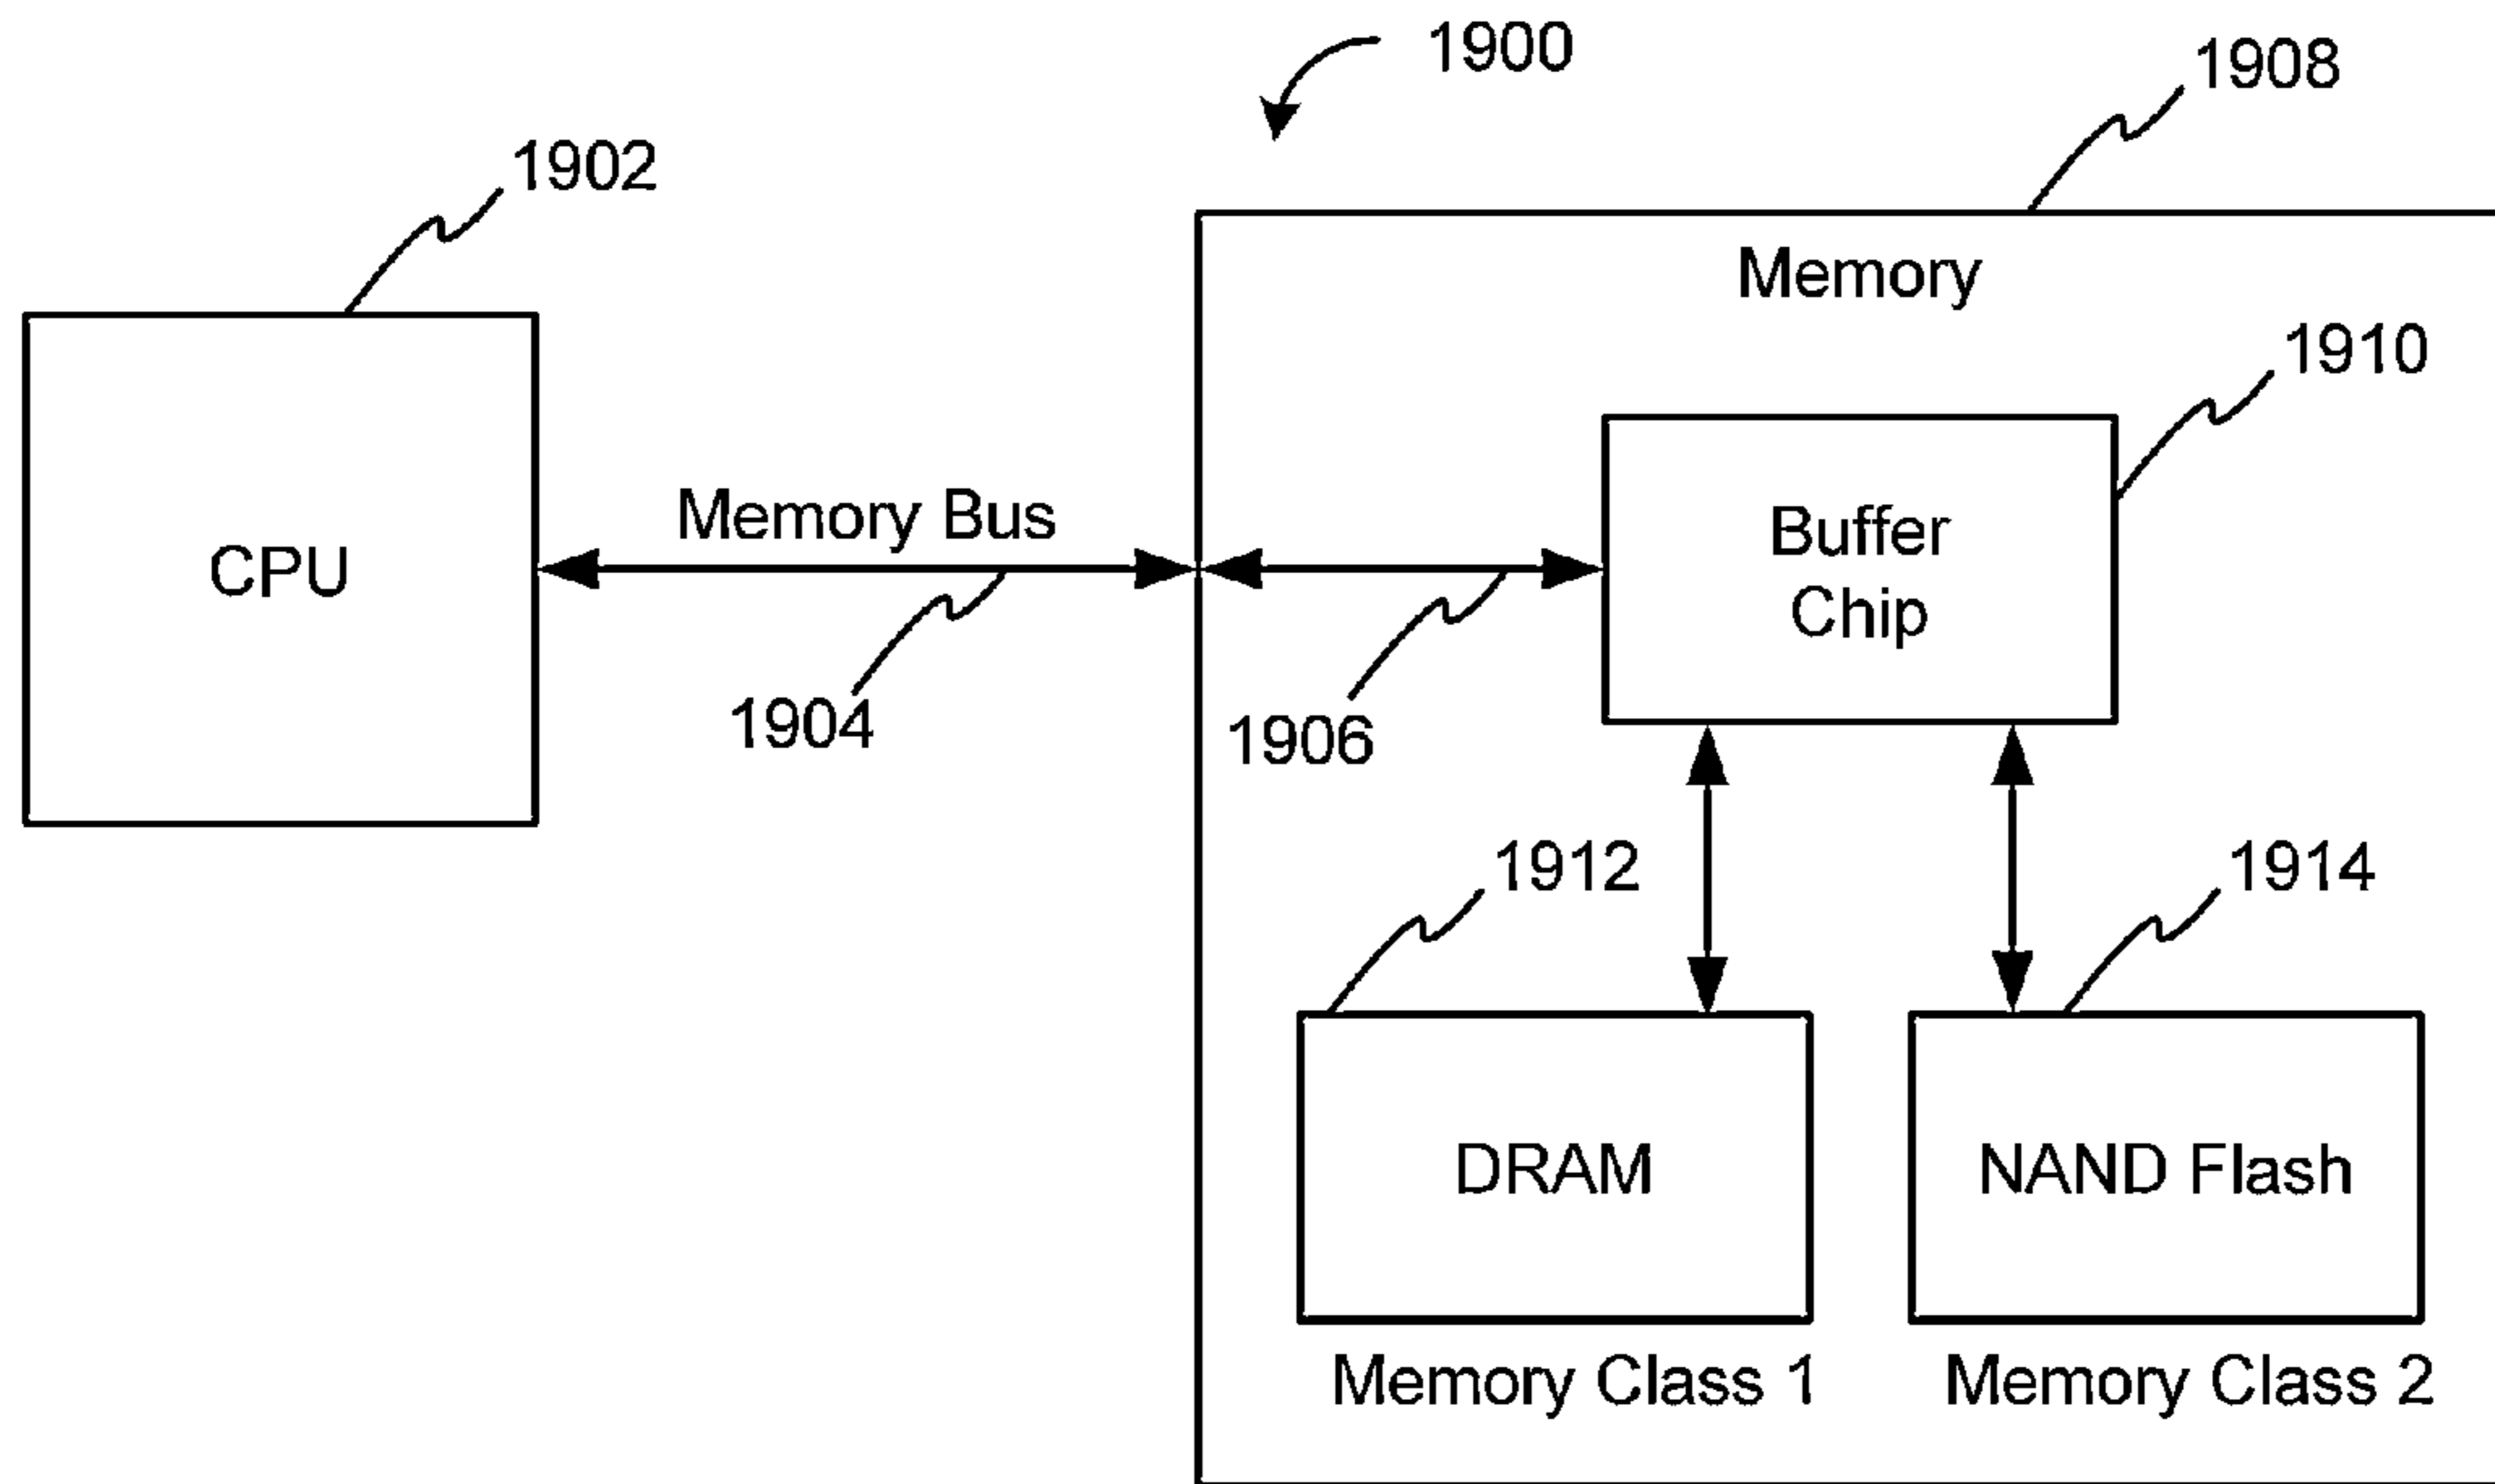 1900
1908
1902
Memory
1910
CPU
Memory Bus
Buffer
Chip
1904
1906
1912
1914
DRAM
NAND Flash
Memory Class 1
Memory Class 2